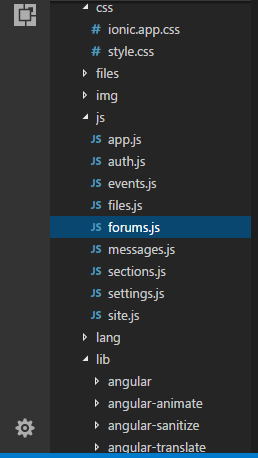 css
# ionic.app.css
# style.css
files
img
js
JS app.js
JS auth.js
JS events.js
JS files.js
JS forums.js
JS messages.js
JS sections.js
JS settings.js
JS site.js
lang
lib
angular
angular-animate
angular-sanitize
angular-translate